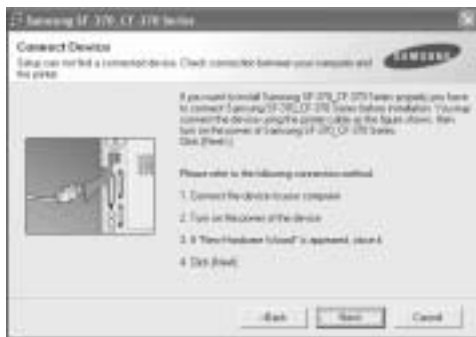 Samsung SF-370_CF-370 Series
Connect Device
Setup can not find a connected device. Check connection between your computer and
the printer.
SAMSUNG
If you want to install Samsung SF-370_CF-370 Series properly, you have
to connect Samsung SF-370_CF-370 Series before installation. You may
connect the device using the printer cable as the figure shows, then
turn on the power of Samsung SF-370_CF-370 Series.
Click [Next].
Please refer to the following connection method.
1. Connect the device to your computer
2. Turn on the power of the device
3. If "New Hardware Wizard" is appeared, close it
4. Click [Next]
<Back
Next
Cancel